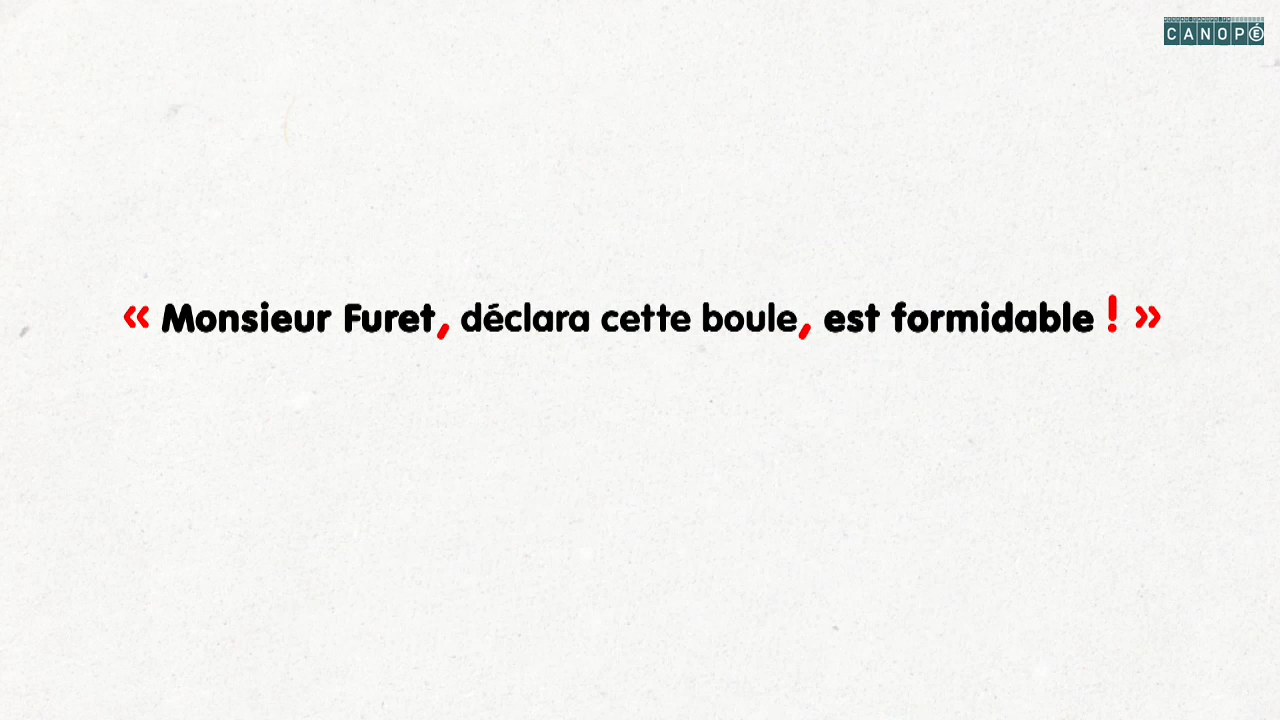 CANOPÉ
« Monsieur Furet, déclara cette boule, est formidable ! »